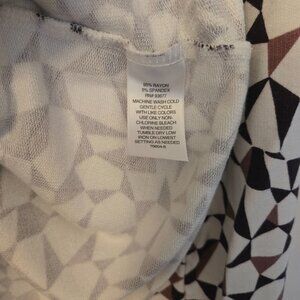 95% RAYON
5% SPANDEX
RN# 93677
MACHINE WASH COLD
GENTLE CYCLE
WITH LIKE COLORS
USE ONLY NON-
CHLORINE BLEACH
WHEN NEEDED
TUMBLE DRY LOW
IRON ON LOWEST
SETTING AS NEEDED